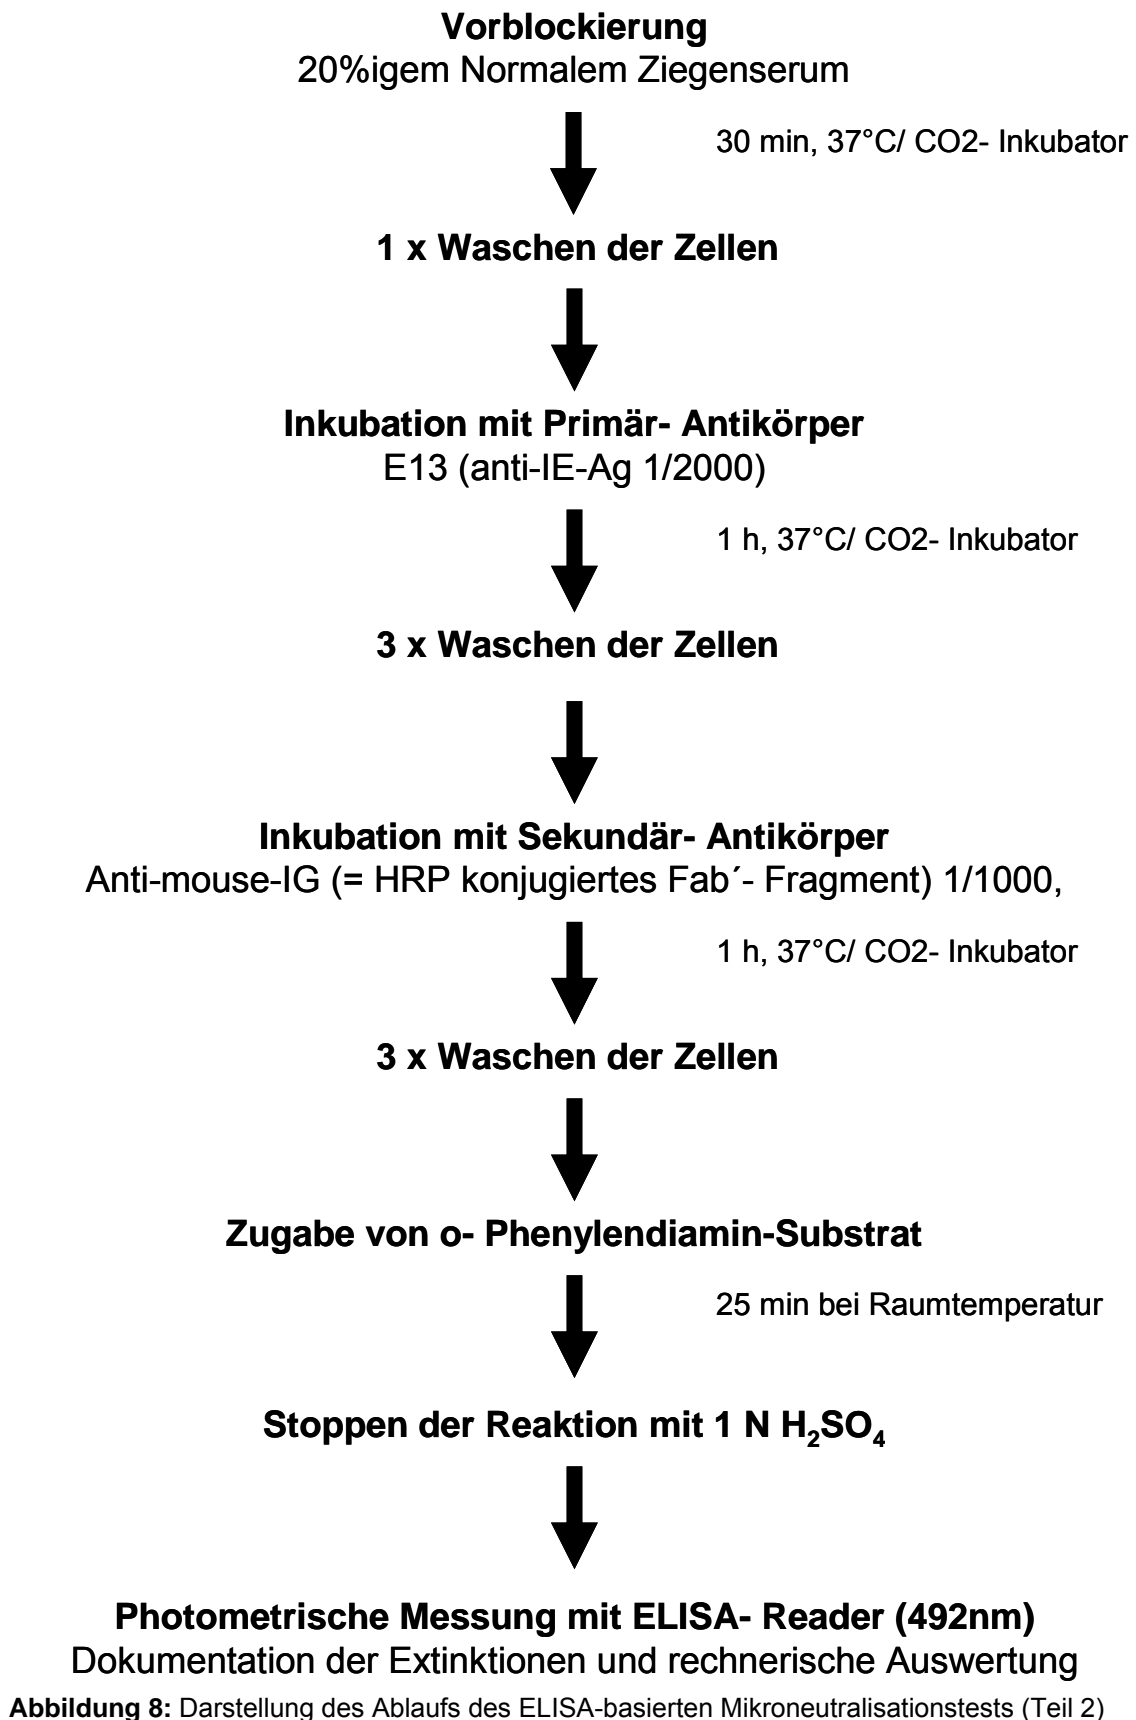 Vorblockierung
20%igem Normalem Ziegenserum
30 min, 37°C/ CO2- Inkubator
1 x Waschen der Zellen
Inkubation mit Primär- Antikörper
E13 (anti-IE-Ag 1/2000)
1 h, 37°C/ CO2- Inkubator
3 x Waschen der Zellen
Inkubation mit Sekundär- Antikörper
Anti-mouse-IG (= HRP konjugiertes Fab´- Fragment) 1/1000,
1 h, 37°C/ CO2- Inkubator
3 x Waschen der Zellen
Zugabe von o- Phenylendiamin-Substrat
25 min bei Raumtemperatur
Stoppen der Reaktion mit 1 N H₂SO₄
Photometrische Messung mit ELISA- Reader (492nm)
Dokumentation der Extinktionen und rechnerische Auswertung
Abbildung 8: Darstellung des Ablaufs des ELISA-basierten Mikroneutralisationstests (Teil 2)